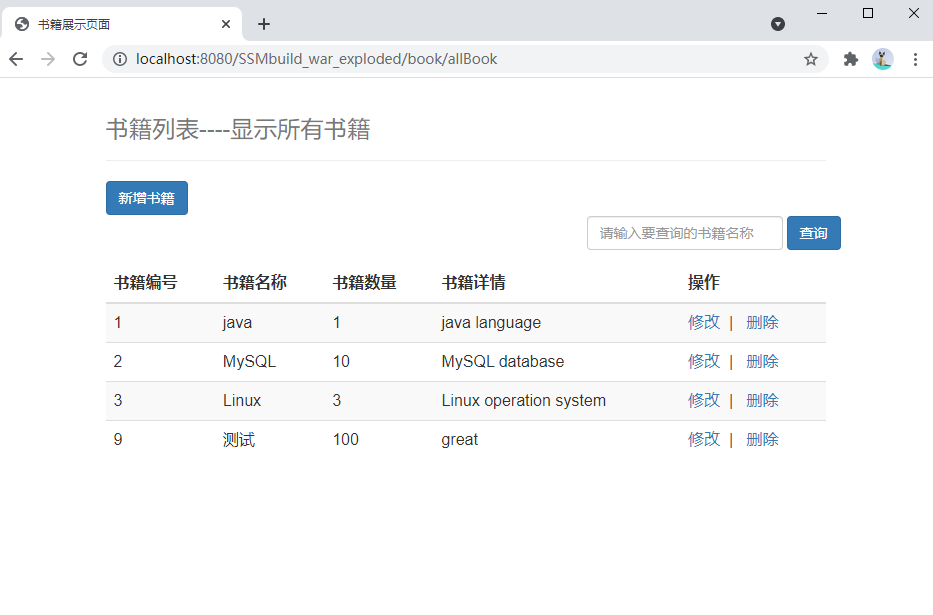 书籍展示页面
localhost:8080/SSMbuild_war_exploded/book/allBook
书籍列表----显示所有书籍
新增书籍
请输入要查询的书籍名称 查询
书籍编号 书籍名称 书籍数量 书籍详情 操作
1 java 1 java language 修改 | 删除
2 MySQL 10 MySQL database 修改 | 删除
3 Linux 3 Linux operation system 修改 | 删除
9 测试 100 great 修改 | 删除